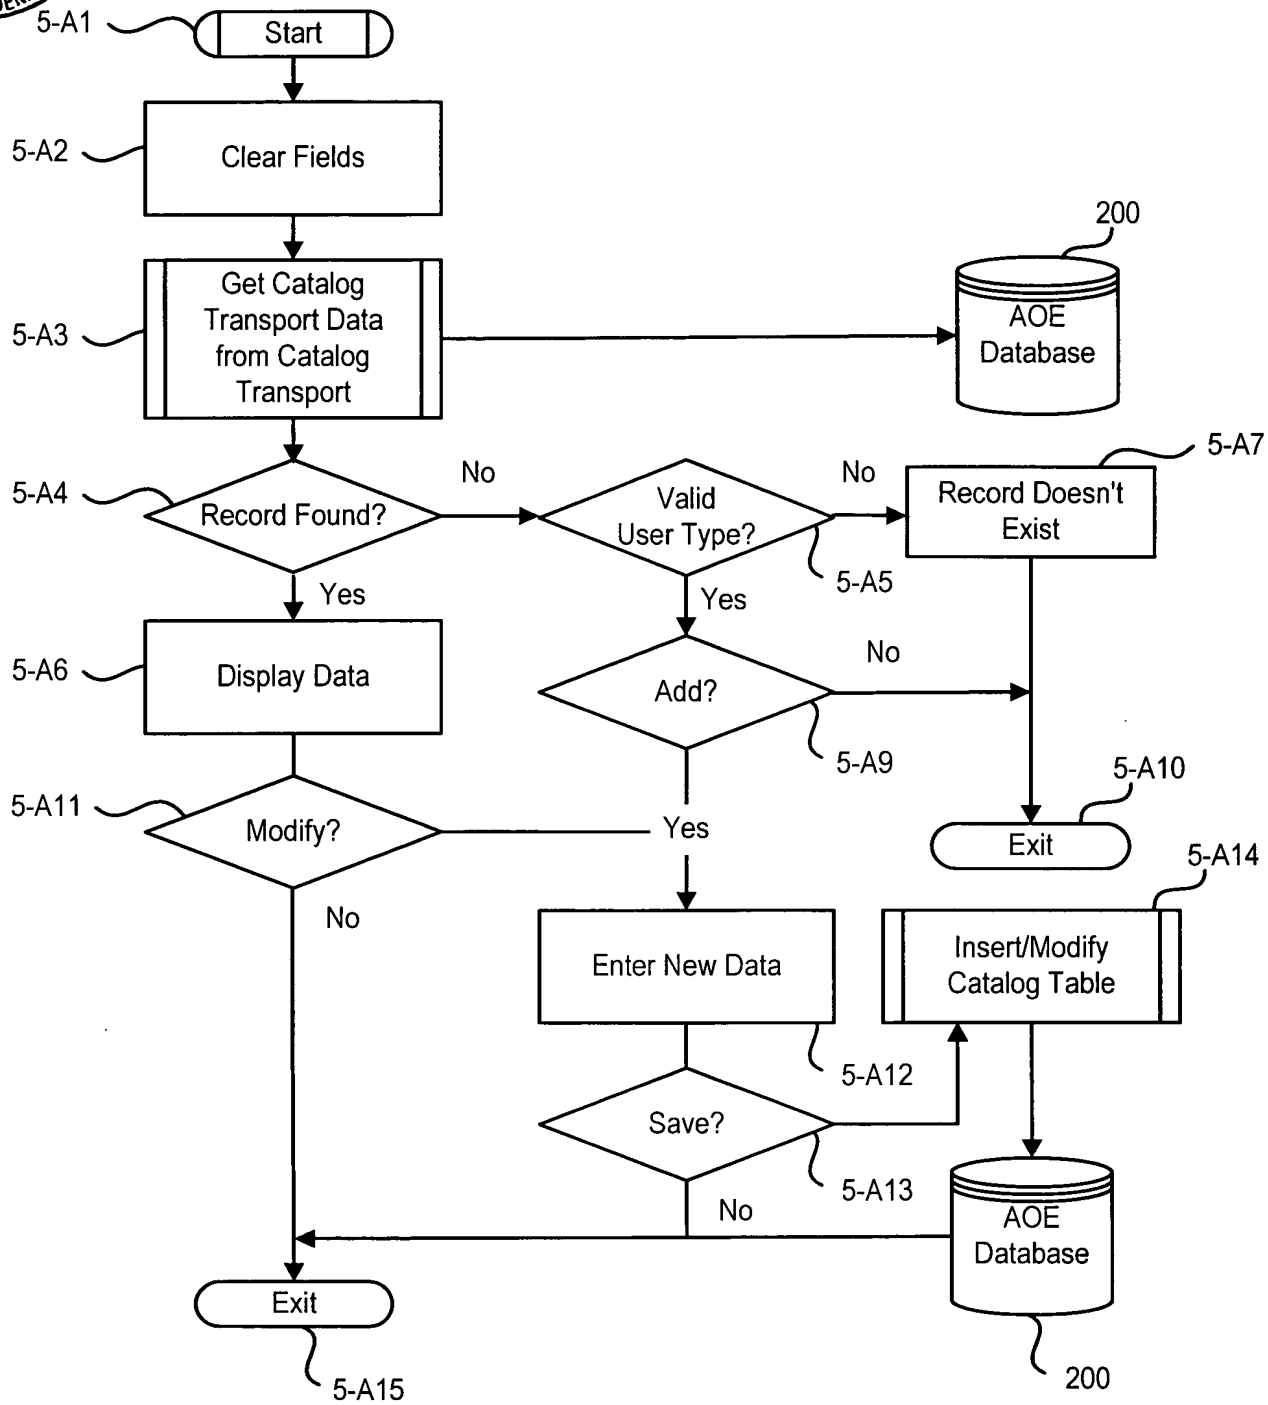 5-A1
Start
5-A2
Clear Fields
200
5-A3
Get Catalog
Transport Data
from Catalog
Transport
AOE
Database
5-A4
Record Found?
No
Valid
User Type?
No
Record Doesn't
Exist
5-A7
5-A5
Yes
Yes
5-A6
Display Data
Add?
No
5-A9
5-A10
Exit
5-A11
Modify?
Yes
No
5-A14
Enter New Data
Insert/Modify
Catalog Table
5-A12
Save?
5-A13
No
AOE
Database
Exit
200
5-A15